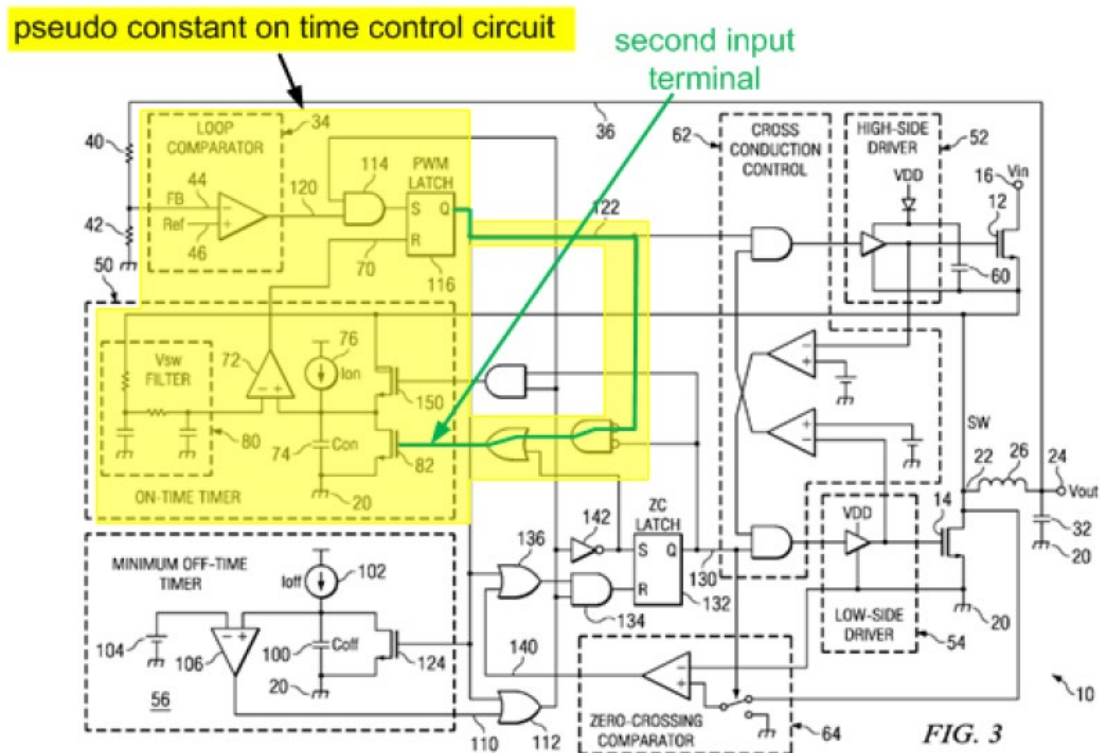 pseudo constant on time control circuit
second input
terminal
36
40
LOOP
COMPARATOR
34
62
CROSS
CONDUCTION
CONTROL
HIGH-SIDE
DRIVER
52
Vin
16
VDD
12
114
PWM
LATCH
44
FB
120
S Q
122
42
Ref
46
R
70
116
60
50
76
Vsw
FILTER
72
Ion
150
80
74
Con
82
SW
22
26
24
Vout
ON-TIME TIMER
20
ZC
LATCH
142
VDD
14
32
20
MINIMUM OFF-TIME
TIMER
102
136
S Q
130
Ioff
R
132
134
20
LOW-SIDE
DRIVER
54
104
106
100
Coff
124
140
20
56
10
110
112
ZERO-CROSSING
COMPARATOR
64
FIG. 3